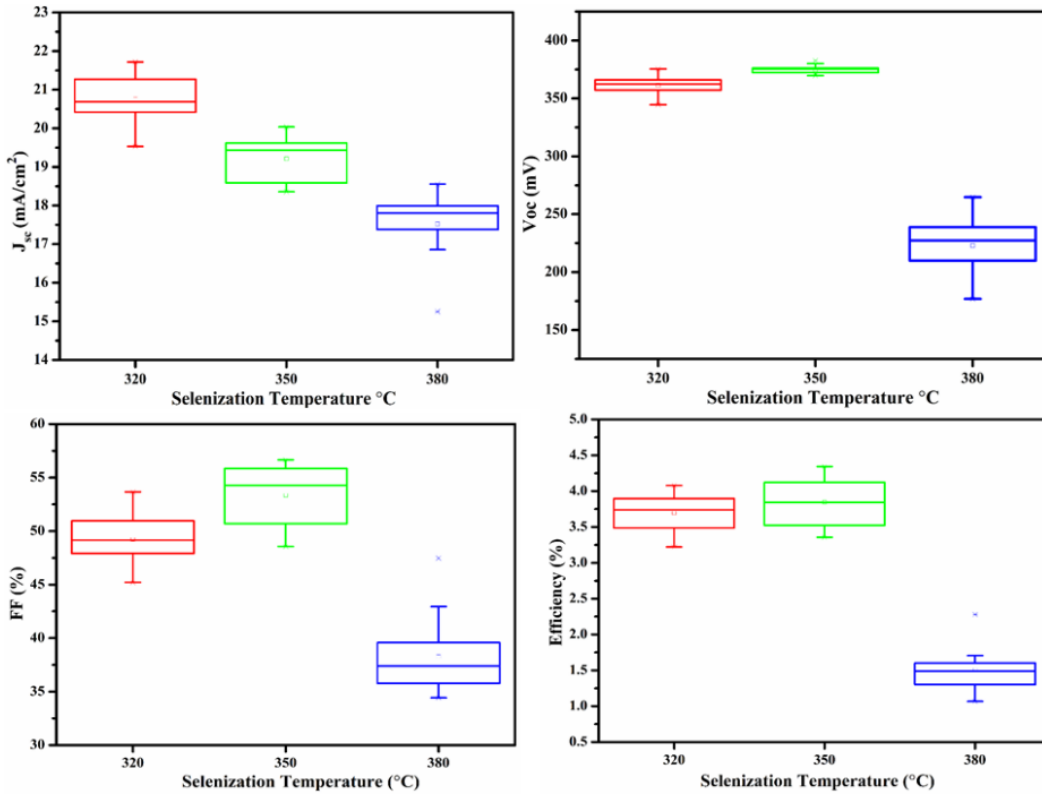 23
22
21
20
19
18
17
16
15
14
J_sc (mA/cm²)
320 350 380
Selenization Temperature °C
400
350
300
250
200
150
Voc (mV)
320 350 380
Selenization Temperature °C
60
55
50
45
40
35
30
FF (%)
320 350 380
Selenization Temperature (°C)
5.0
4.5
4.0
3.5
3.0
2.5
2.0
1.5
1.0
0.5
Efficiency (%)
320 350 380
Selenization Temperature (°C)